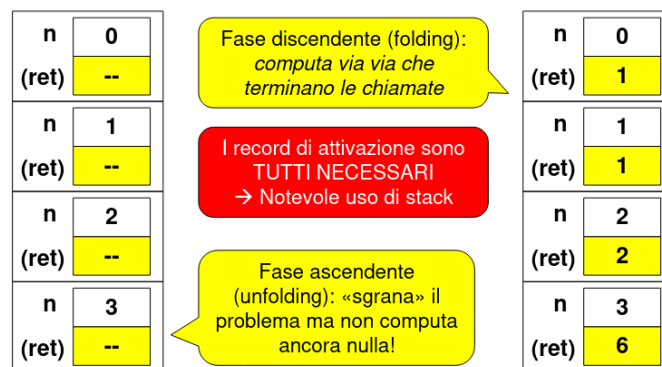 n 0
(ret) --
n 1
(ret) --
n 2
(ret) --
n 3
(ret) --
Fase discendente (folding):
computa via via che
terminano le chiamate
I record di attivazione sono
TUTTI NECESSARI
→ Notevole uso di stack
Fase ascendente
(unfolding): «sgrana» il
problema ma non computa
ancora nulla!
n 0
(ret) 1
n 1
(ret) 1
n 2
(ret) 2
n 3
(ret) 6